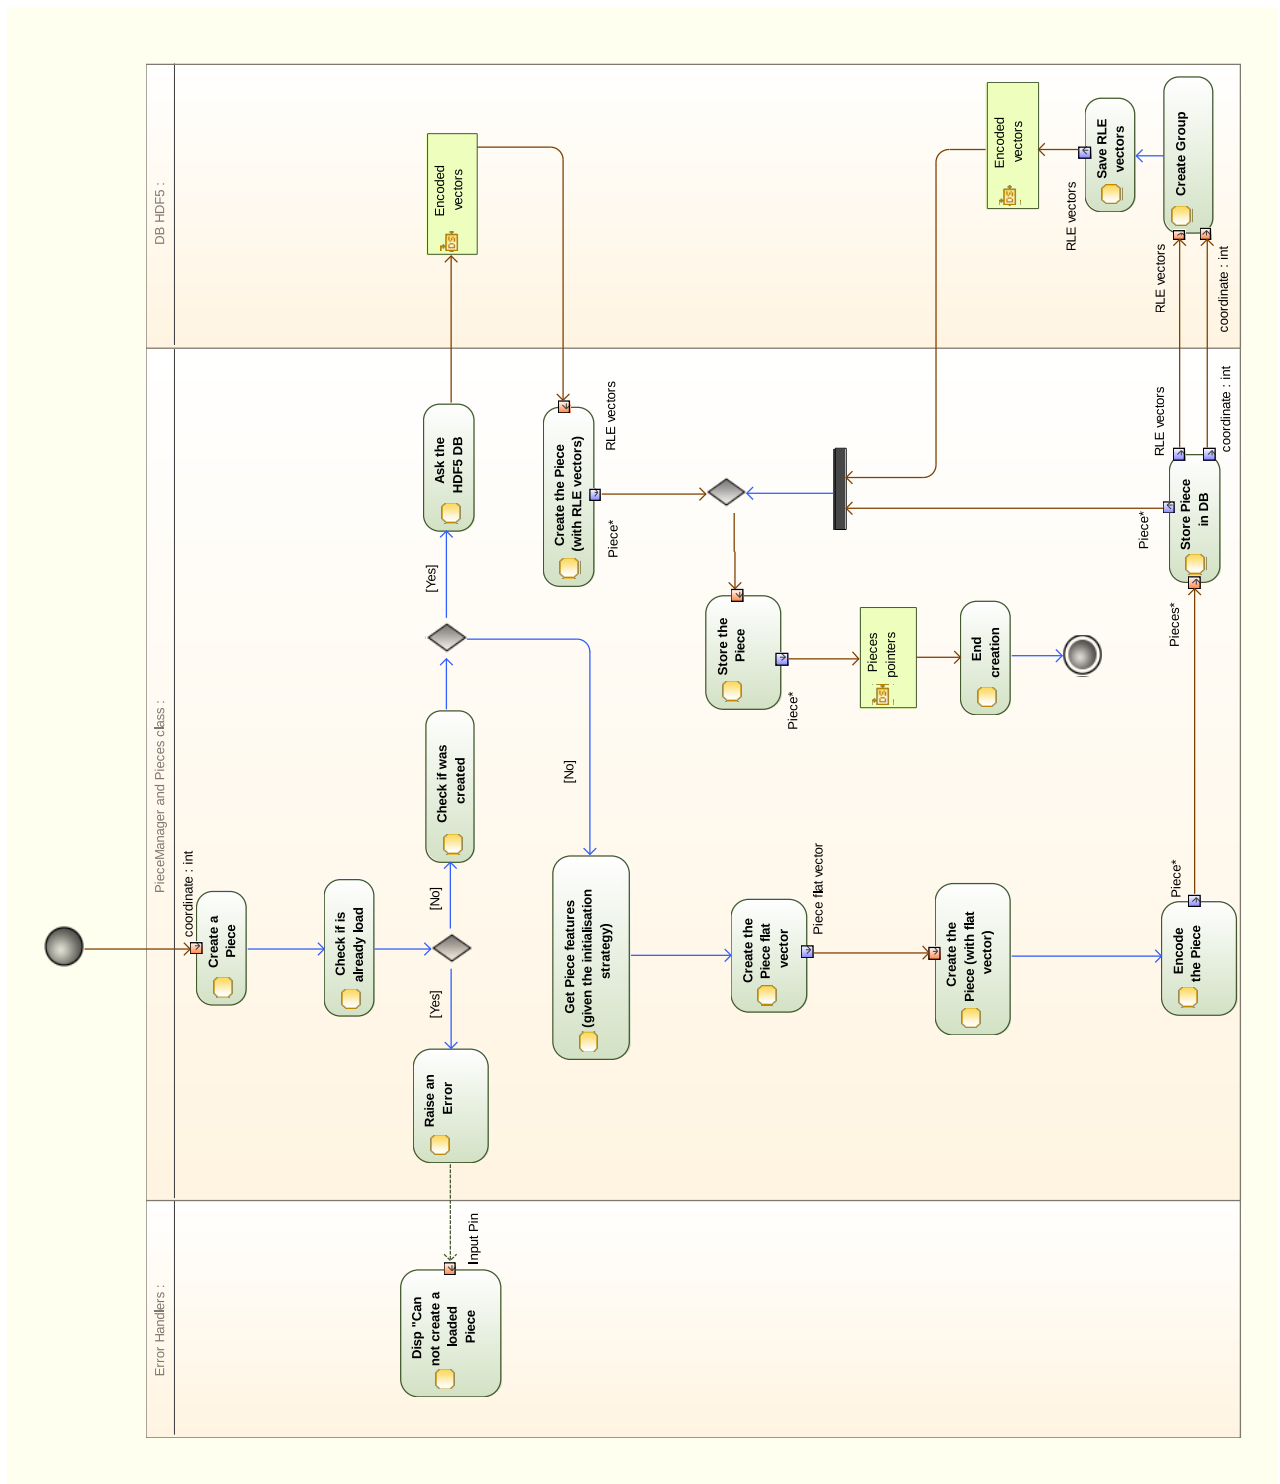 DB HDF5 :
Encoded
vectors
Encoded
vectors
RLE vectors
Save RLE
vectors
Create Group
RLE vectors
coordinate : int
PieceManager and Pieces class :
coordinate : int
Create a
Piece
Check if is
already load
[No]
[Yes]
Check if was
created
[Yes]
[No]
Ask the
HDF5 DB
Create the Piece
(with RLE vectors)
RLE vectors
Piece*
Store the
Piece
Piece*
Pieces
pointers
End
creation
RLE vectors
coordinate : int
Piece*
Store Piece
in DB
Pieces*
Raise an
Error
Get Piece features
(given the initialisation
strategy)
Create the
Piece flat
vector
Piece flat vector
Create the
Piece (with flat
vector)
Piece*
Encode
the Piece
Error Handlers :
Input Pin
Disp "Can
not create a
loaded
Piece